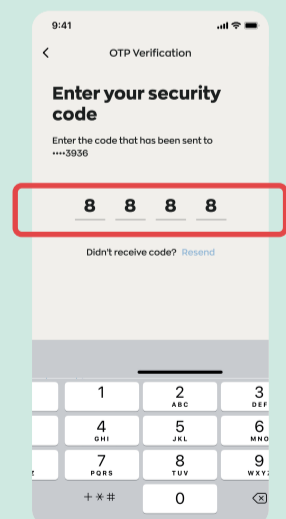 9:41
OTP Verification
Enter your security
code
Enter the code that has been sent to
••••3936
8 8 8 8
Didn't receive code? Resend
1 2 3
ABC DEF
4 5 6
GHI JKL MNO
7 8 9
PQRS TUV WXYZ
+ * # 0